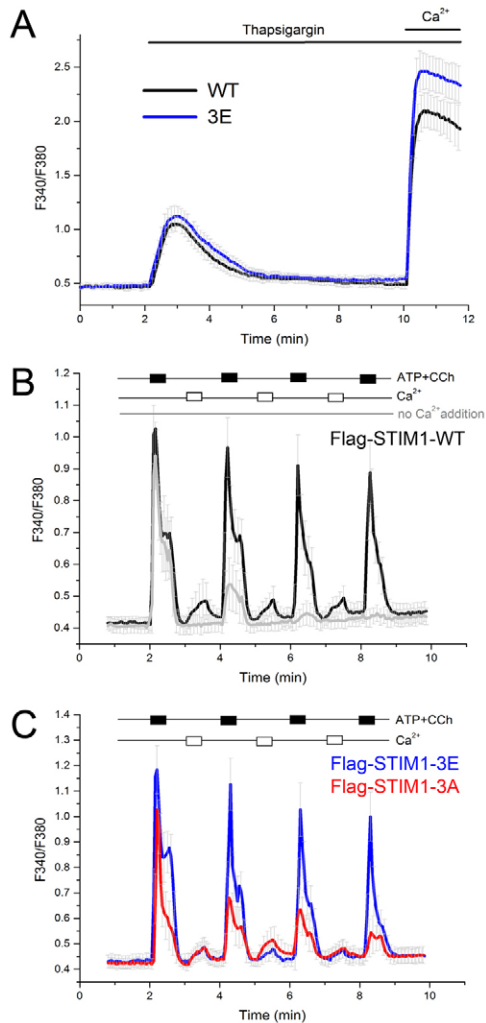 A
Thapsigargin
Ca²⁺
WT
3E
F340/F380
2.5
2.0
1.0
0.5
0 2 4 6 8 10 12
Time (min)
B
ATP+CCh
Ca²⁺
no Ca²⁺ addition
Flag-STIM1-WT
F340/F380
1.2
1.1
1.0
0.9
0.8
0.7
0.6
0.5
0.4
0 2 4 6 8 10
Time (min)
C
ATP+CCh
Ca²⁺
Flag-STIM1-3E
Flag-STIM1-3A
F340/F380
1.4
1.3
1.2
1.1
1.0
0.9
0.8
0.7
0.6
0.5
0.4
0 2 4 6 8 10
Time (min)